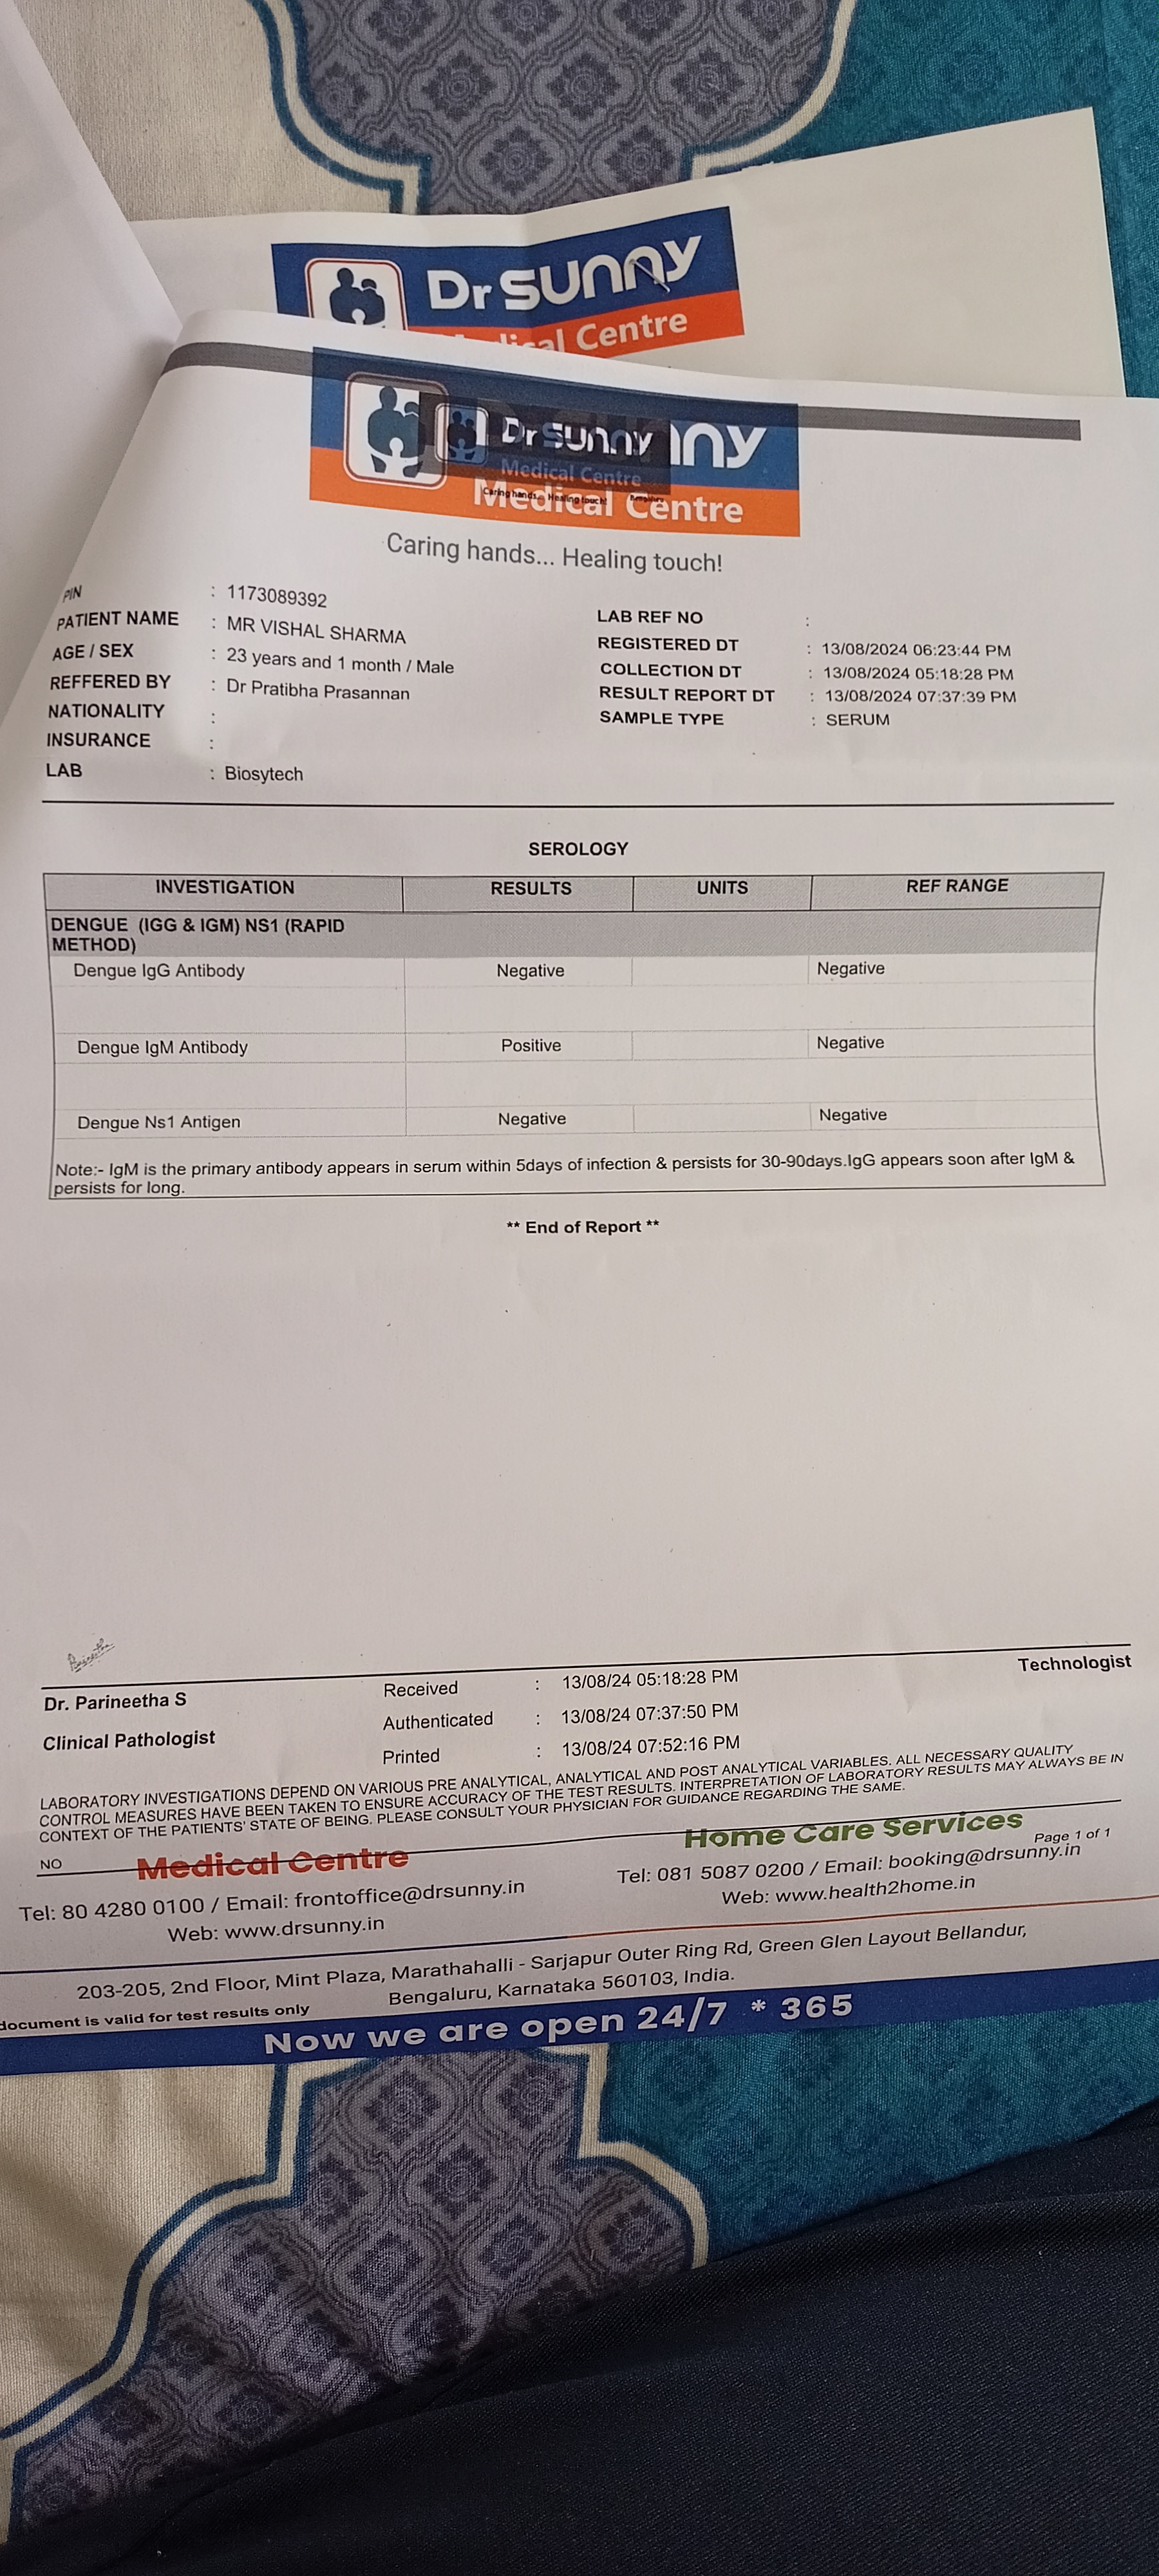 Dr Sunny
Medical Centre
Dr Sunny nny
Medical Centre
Caring hands... Healing touch!
Medical Centre
Caring hands... Healing touch!
PIN : 1173089392
PATIENT NAME : MR VISHAL SHARMA
AGE / SEX : 23 years and 1 month / Male
REFFERED BY : Dr Pratibha Prasannan
NATIONALITY :
INSURANCE :
LAB : Biosytech
LAB REF NO :
REGISTERED DT : 13/08/2024 06:23:44 PM
COLLECTION DT : 13/08/2024 05:18:28 PM
RESULT REPORT DT : 13/08/2024 07:37:39 PM
SAMPLE TYPE : SERUM
SEROLOGY
INVESTIGATION RESULTS UNITS REF RANGE
DENGUE (IGG & IGM) NS1 (RAPID
METHOD)
Dengue IgG Antibody Negative Negative
Dengue IgM Antibody Positive Negative
Dengue Ns1 Antigen Negative Negative
Note:- IgM is the primary antibody appears in serum within 5days of infection & persists for 30-90days.IgG appears soon after IgM &
persists for long.
** End of Report **
Dr. Parineetha S
Clinical Pathologist
Received : 13/08/24 05:18:28 PM
Authenticated : 13/08/24 07:37:50 PM
Printed : 13/08/24 07:52:16 PM
Technologist
LABORATORY INVESTIGATIONS DEPEND ON VARIOUS PRE ANALYTICAL, ANALYTICAL AND POST ANALYTICAL VARIABLES. ALL NECESSARY QUALITY
CONTROL MEASURES HAVE BEEN TAKEN TO ENSURE ACCURACY OF THE TEST RESULTS. INTERPRETATION OF LABORATORY RESULTS MAY ALWAYS BE IN
CONTEXT OF THE PATIENTS' STATE OF BEING. PLEASE CONSULT YOUR PHYSICIAN FOR GUIDANCE REGARDING THE SAME.
NO
Page 1 of 1
Medical Centre
Tel: 80 4280 0100 / Email: frontoffice@drsunny.in
Web: www.drsunny.in
Home Care Services
Tel: 081 5087 0200 / Email: booking@drsunny.in
Web: www.health2home.in
203-205, 2nd Floor, Mint Plaza, Marathahalli - Sarjapur Outer Ring Rd, Green Glen Layout Bellandur,
Bengaluru, Karnataka 560103, India.
document is valid for test results only
Now we are open 24/7 * 365